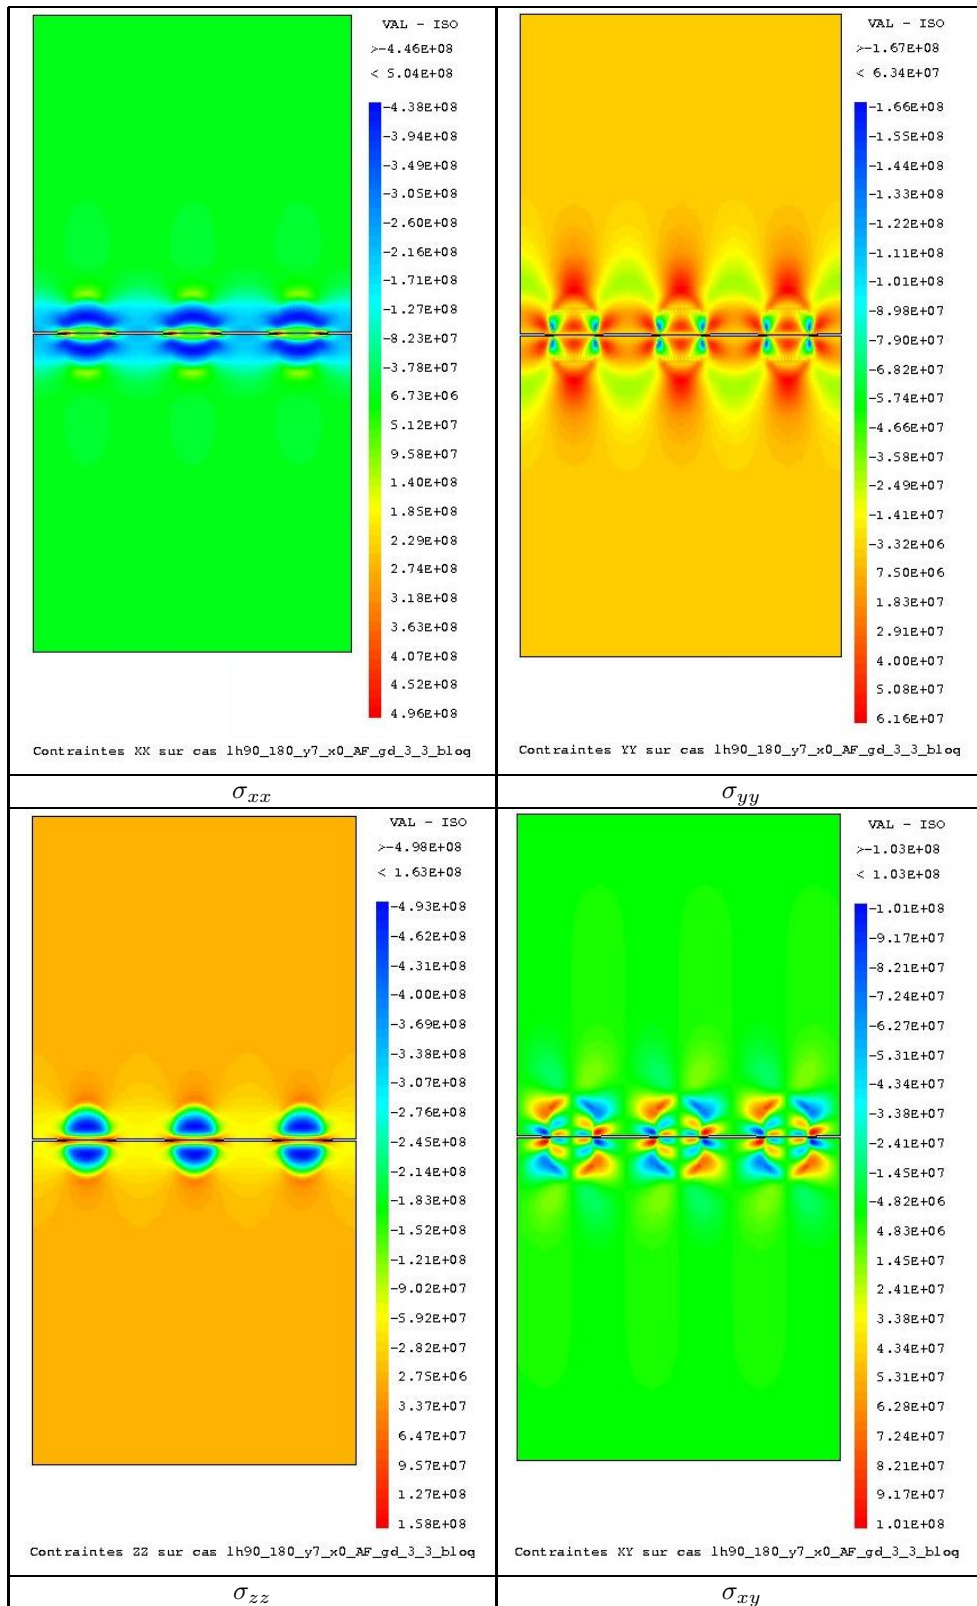 VAL - ISO
>-4.46E+08
< 5.04E+08
-4.38E+08
-3.94E+08
-3.49E+08
-3.05E+08
-2.60E+08
-2.16E+08
-1.71E+08
-1.27E+08
-8.23E+07
-3.78E+07
6.73E+06
5.12E+07
9.58E+07
1.40E+08
1.85E+08
2.29E+08
2.74E+08
3.18E+08
3.63E+08
4.07E+08
4.52E+08
4.96E+08
Contraintes XX sur cas lh90_180_y7_x0_AF_gd_3_3_bloq
σxx
VAL - ISO
>-1.67E+08
< 6.34E+07
-1.66E+08
-1.55E+08
-1.44E+08
-1.33E+08
-1.22E+08
-1.11E+08
-1.01E+08
-8.98E+07
-7.90E+07
-6.82E+07
-5.74E+07
-4.66E+07
-3.58E+07
-2.49E+07
-1.41E+07
-3.32E+06
7.50E+06
1.83E+07
2.91E+07
4.00E+07
5.08E+07
6.16E+07
Contraintes YY sur cas lh90_180_y7_x0_AF_gd_3_3_bloq
σyy
VAL - ISO
>-4.98E+08
< 1.63E+08
-4.93E+08
-4.62E+08
-4.31E+08
-4.00E+08
-3.69E+08
-3.38E+08
-3.07E+08
-2.76E+08
-2.45E+08
-2.14E+08
-1.83E+08
-1.52E+08
-1.21E+08
-9.02E+07
-5.92E+07
-2.82E+07
2.75E+06
3.37E+07
6.47E+07
9.57E+07
1.27E+08
1.58E+08
Contraintes ZZ sur cas lh90_180_y7_x0_AF_gd_3_3_bloq
σzz
VAL - ISO
>-1.03E+08
< 1.03E+08
-1.01E+08
-9.17E+07
-8.21E+07
-7.24E+07
-6.27E+07
-5.31E+07
-4.34E+07
-3.38E+07
-2.41E+07
-1.45E+07
-4.82E+06
4.83E+06
1.45E+07
2.41E+07
3.38E+07
4.34E+07
5.31E+07
6.28E+07
7.24E+07
8.21E+07
9.17E+07
1.01E+08
Contraintes XY sur cas lh90_180_y7_x0_AF_gd_3_3_bloq
σxy